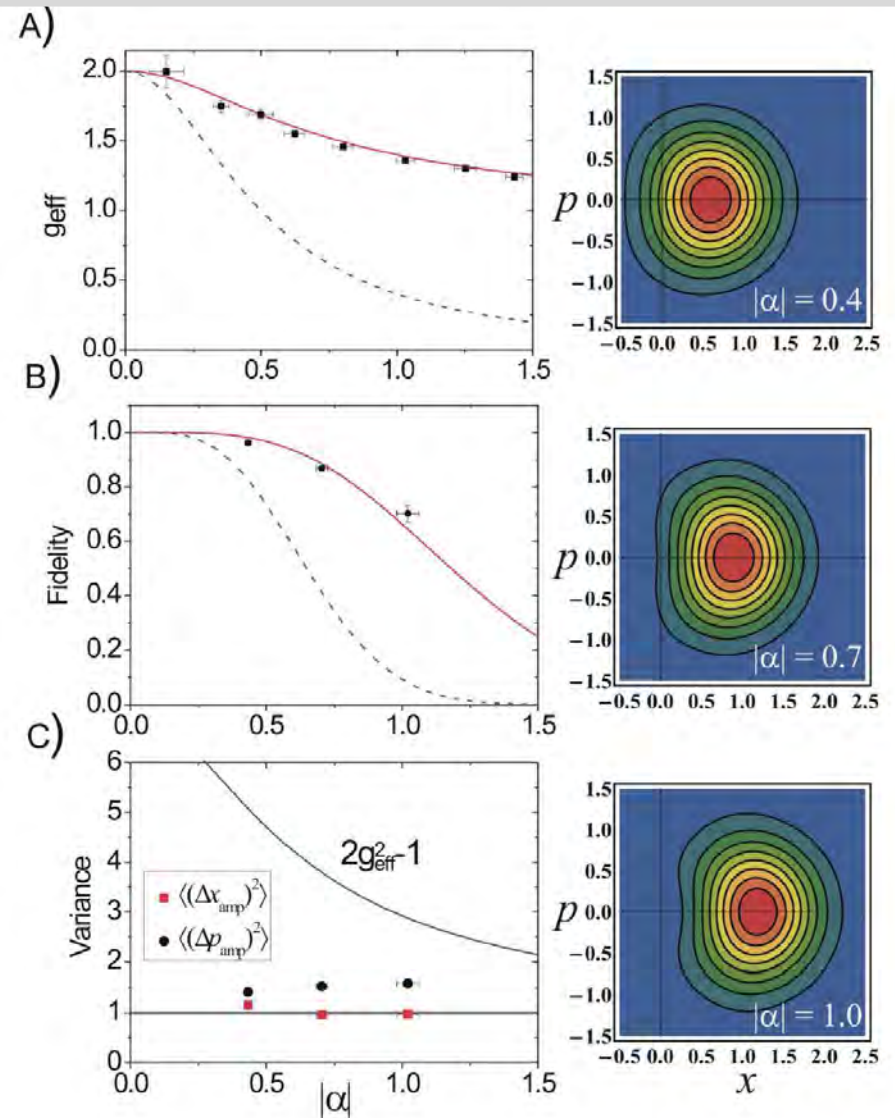 A)
2.0
1.5
1.0
0.5
0.0
0.0 0.5 1.0 1.5
geff
1.5
1.0
0.5
0.0
−0.5
−1.0
−1.5
p
|α| = 0.4
−0.5 0.0 0.5 1.0 1.5 2.0 2.5
B)
1.0
0.8
0.6
0.4
0.2
0.0
0.0 0.5 1.0 1.5
Fidelity
1.5
1.0
0.5
0.0
−0.5
−1.0
−1.5
p
|α| = 0.7
−0.5 0.0 0.5 1.0 1.5 2.0 2.5
C)
6
5
4
3
2
1
0
0.0 0.5 1.0 1.5
Variance
2g²eff-1
⟨(Δxamp)²⟩
⟨(Δpamp)²⟩
|α|
1.5
1.0
0.5
0.0
−0.5
−1.0
−1.5
p
|α| = 1.0
−0.5 0.0 0.5 1.0 1.5 2.0 2.5
x